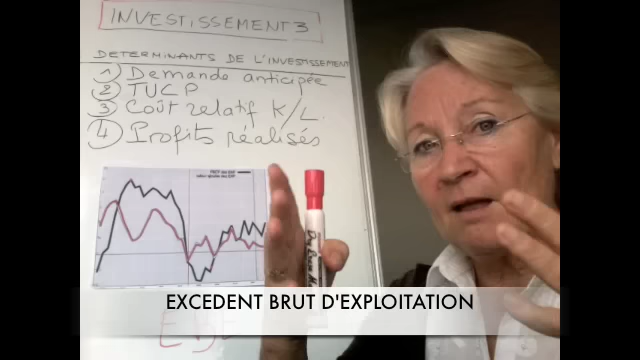 INVESTISSEMENT 3
DETERMINANTS DE L'INVESTISSEMENT
1 Demande anticipée
2 TUCP
3 Coût relatif K/L.
4 Profits réalisés
EXCEDENT BRUT D'EXPLOITATION
EBE